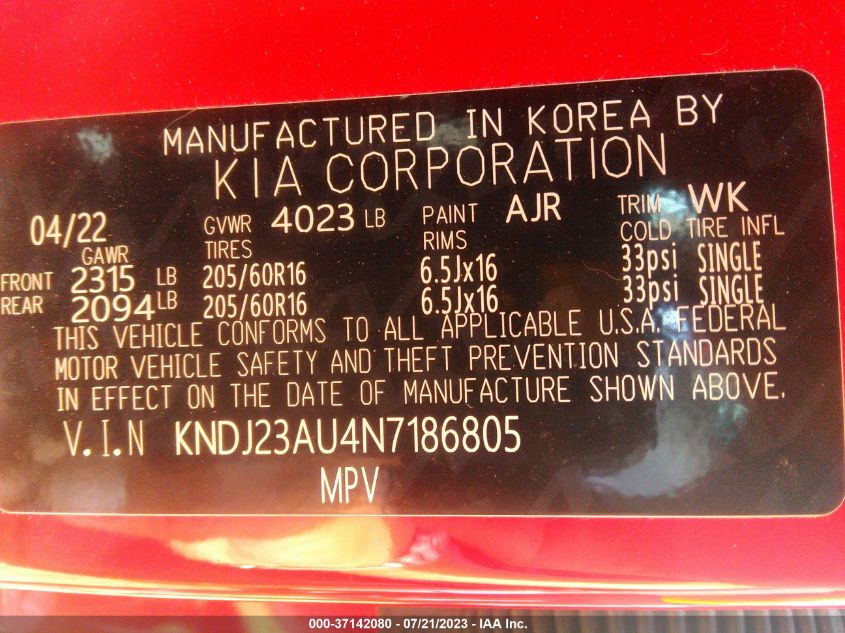 MANUFACTURED IN KOREA BY
KIA CORPORATION
04/22 GVWR 4023 LB PAINT AJR TRIM WK
GAWR TIRES RIMS COLD TIRE INFL
FRONT 2315 LB 205/60R16 6.5Jx16 33psi SINGLE
REAR 2094 LB 205/60R16 6.5Jx16 33psi SINGLE
THIS VEHICLE CONFORMS TO ALL APPLICABLE U.S.A. FEDERAL
MOTOR VEHICLE SAFETY AND THEFT PREVENTION STANDARDS
IN EFFECT ON THE DATE OF MANUFACTURE SHOWN ABOVE.
V.I.N KNDJ23AU4N7186805
MPV
000-37142080 - 07/21/2023 - IAA Inc.